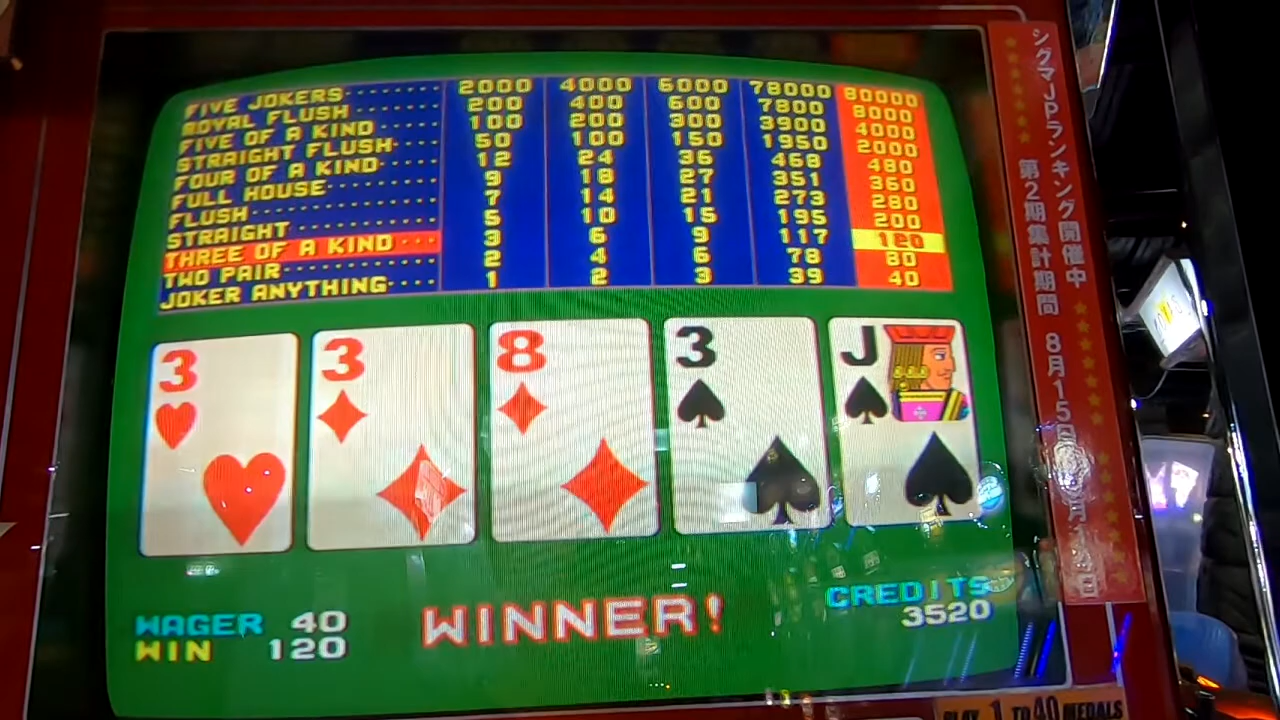 FIVE JOKERS······· 2000 4000 6000 78000 80000
ROYAL FLUSH 200 400 600 7800 8000
FIVE OF A KIND····· 100 200 300 3900 4000
STRAIGHT FLUSH·· 50 100 150 1950 2000
FOUR OF A KIND···· 12 24 36 468 480
FULL HOUSE········· 9 18 27 351 360
FLUSH·············· 7 14 21 273 280
STRAIGHT··········· 5 10 15 195 200
THREE OF A KIND··· 3 6 9 117 120
TWO PAIR··········· 2 4 6 78 80
JOKER ANYTHING···· 1 2 3 39 40
3 3 8 3 J
WAGER 40
WIN 120
WINNER!
CREDITS
3520
シグマJPランキング開催中 第2期集計期間 8月15日
PLAY 1 TO 40 MEDALS